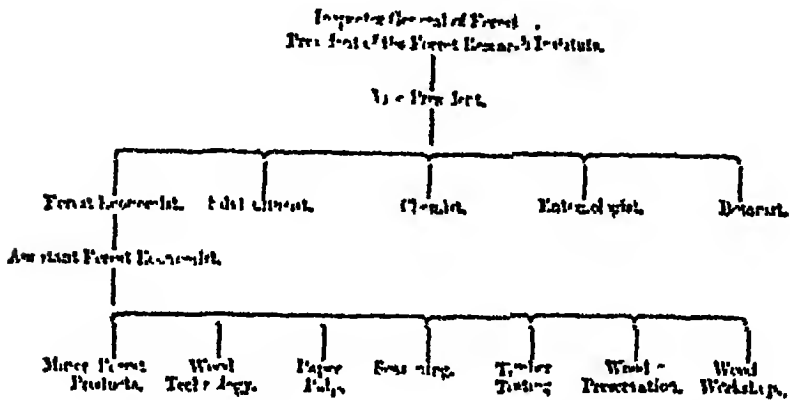 Inspector General of Forest
President of the Forest Research Institute.
Vice President.
Forest Economist. Chemist. Entomologist. Botanist.
Assistant Forest Economist.
Minor Forest Wood Paper Seasoning. Timber Wood Wood
Products. Technology. Pulp. Testing Preservation. Workshops.